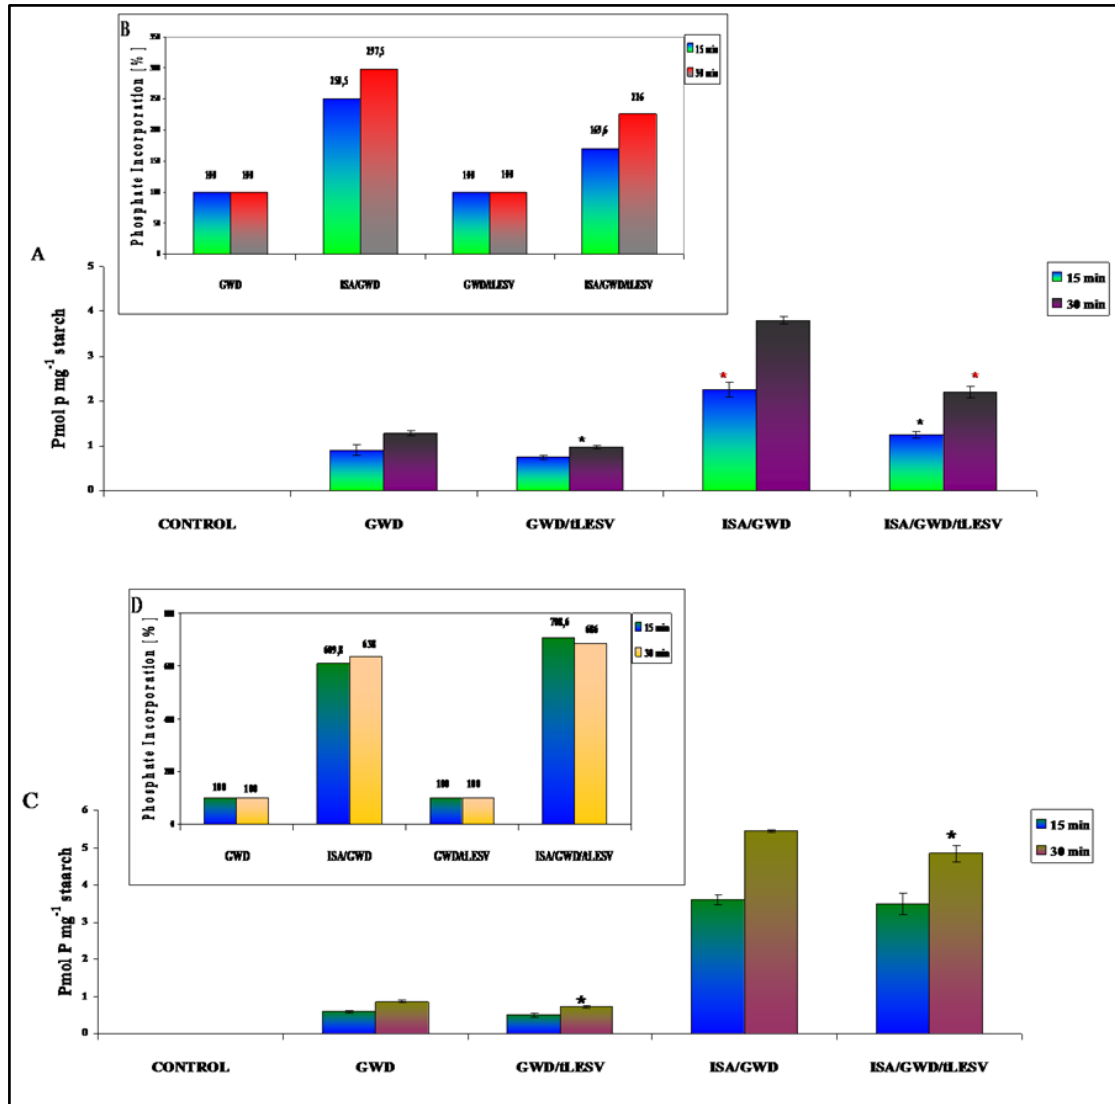 B
Phosphate Incorporation [%]
350
300
250
200
150
100
50
0
100
100
297,5
100
100
226
15 min
30 min
GWD
ISA/GWD
GWD/tLESV
ISA/GWD/tLESV
A
Pmol p mg-1 starch
5
4
3
2
1
0
*
*
*
*
15 min
30 min
CONTROL
GWD
GWD/tLESV
ISA/GWD
ISA/GWD/tLESV
D
Phosphate Incorporation [%]
800
600
400
200
0
100
100
609,8
638
100
100
708,6
686
15 min
30 min
GWD
ISA/GWD
GWD/tLESV
ISA/GWD/tLESV
C
Pmol P mg-1 staarch
6
5
4
3
2
1
0
*
*
15 min
30 min
CONTROL
GWD
GWD/tLESV
ISA/GWD
ISA/GWD/tLESV